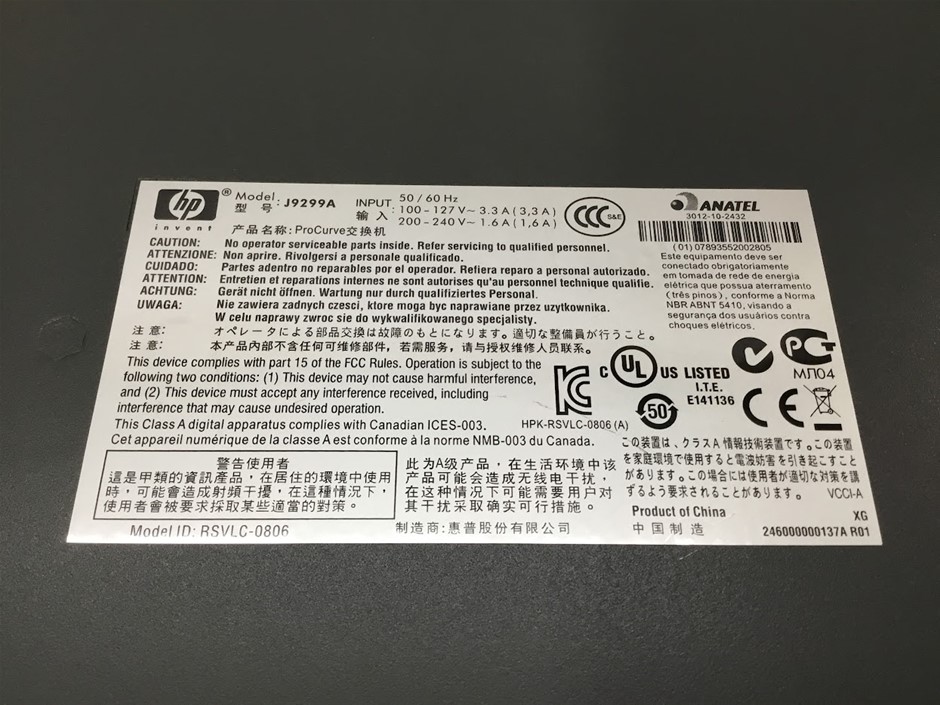 hp
®
invent
Model
型 号: J9299A
INPUT 50/60 Hz
输 入: 100-127V~ 3.3A(3,3A)
200-240V~ 1.6A(1,6A)
产品名称: ProCurve交换机
CCC S&E
ANATEL
3012-10-2432
(01)07893552002805
Este equipamento deve ser
conectado obrigatoriamente
em tomada de rede de energia
elétrica que possua aterramento
(três pinos), conforme a Norma
NBR ABNT 5410, visando a
segurança dos usuários contra
choques elétricos.
CAUTION: No operator serviceable parts inside. Refer servicing to qualified personnel.
ATTENZIONE: Non aprire. Rivolgersi a personale qualificado.
CUIDADO: Partes adentro no reparables por el operador. Refiera reparo a personal autorizado.
ATTENTION: Entretien et reparations internes ne sont autorises qu'au personnel technique qualifie.
ACHTUNG: Gerät nicht öffnen. Wartung nur durch qualifiziertes Personal.
UWAGA: Nie zawiera zadnych czesci, ktore moga byc naprawiane przez uzytkownika.
W celu naprawy zwroc sie do wykwalifikowanego specjalisty.
注 意: オペレータによる部品交換は故障のもとになります。適切な整備員が行うこと。
注 意: 本产品内部不含任何可维修部件,若需服务,请与授权维修人员联系。
This device complies with part 15 of the FCC Rules. Operation is subject to the
following two conditions: (1) This device may not cause harmful interference,
and (2) This device must accept any interference received, including
interference that may cause undesired operation.
This Class A digital apparatus complies with Canadian ICES-003.
Cet appareil numérique de la classe A est conforme à la norme NMB-003 du Canada.
HPK-RSVLC-0806 (A)
C UL US LISTED
I.T.E.
E141136
50
МЛ04
CE
警告使用者
這是甲類的資訊產品,在居住的環境中使用
時,可能會造成射頻干擾,在這種情況下,
使用者會被要求採取某些適當的對策。
此为A级产品,在生活环境中该
产品可能会造成无线电干扰,
在这种情况下可能需要用户对
其干扰采取确实可行措施。
この装置は、クラスA 情報技術装置です。この装置
を家庭環境で使用すると電波妨害を引き起こすこと
があります。この場合には使用者が適切な対策を講
ずるよう要求されることがあります。 VCCI-A
Model ID: RSVLC-0806
制造商:惠普股份有限公司
Product of China
中 国 制 造
XG
246000000137A R01